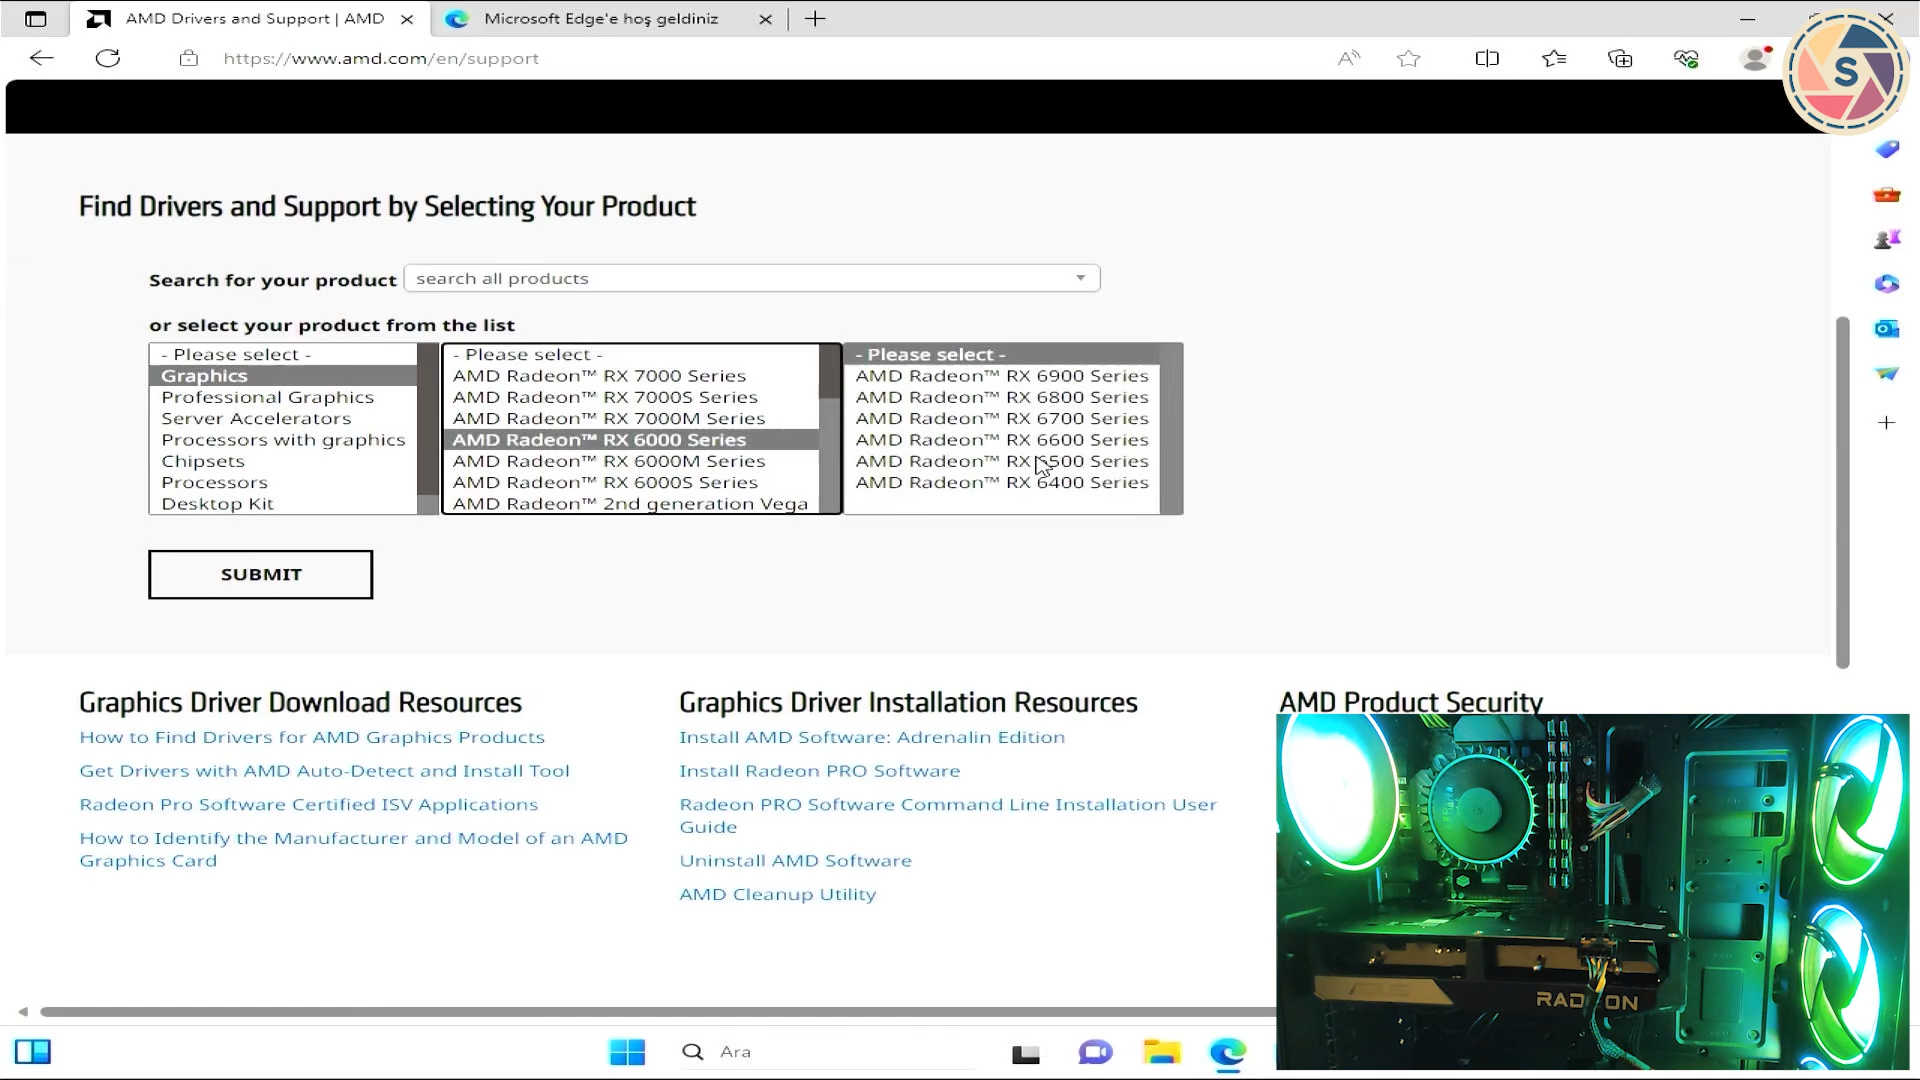 AMD Drivers and Support | AMD
Microsoft Edge'e hoş geldiniz
https://www.amd.com/en/support
S
Find Drivers and Support by Selecting Your Product
Search for your product
search all products
or select your product from the list
- Please select -
Graphics
Professional Graphics
Server Accelerators
Processors with graphics
Chipsets
Processors
Desktop Kit
- Please select -
AMD Radeon™ RX 7000 Series
AMD Radeon™ RX 7000S Series
AMD Radeon™ RX 7000M Series
AMD Radeon™ RX 6000 Series
AMD Radeon™ RX 6000M Series
AMD Radeon™ RX 6000S Series
AMD Radeon™ 2nd generation Vega
- Please select -
AMD Radeon™ RX 6900 Series
AMD Radeon™ RX 6800 Series
AMD Radeon™ RX 6700 Series
AMD Radeon™ RX 6600 Series
AMD Radeon™ RX 6500 Series
AMD Radeon™ RX 6400 Series
SUBMIT
Graphics Driver Download Resources
How to Find Drivers for AMD Graphics Products
Get Drivers with AMD Auto-Detect and Install Tool
Radeon Pro Software Certified ISV Applications
How to Identify the Manufacturer and Model of an AMD
Graphics Card
Graphics Driver Installation Resources
Install AMD Software: Adrenalin Edition
Install Radeon PRO Software
Radeon PRO Software Command Line Installation User
Guide
Uninstall AMD Software
AMD Cleanup Utility
AMD Product Security
ASUS
RADEON
Ara